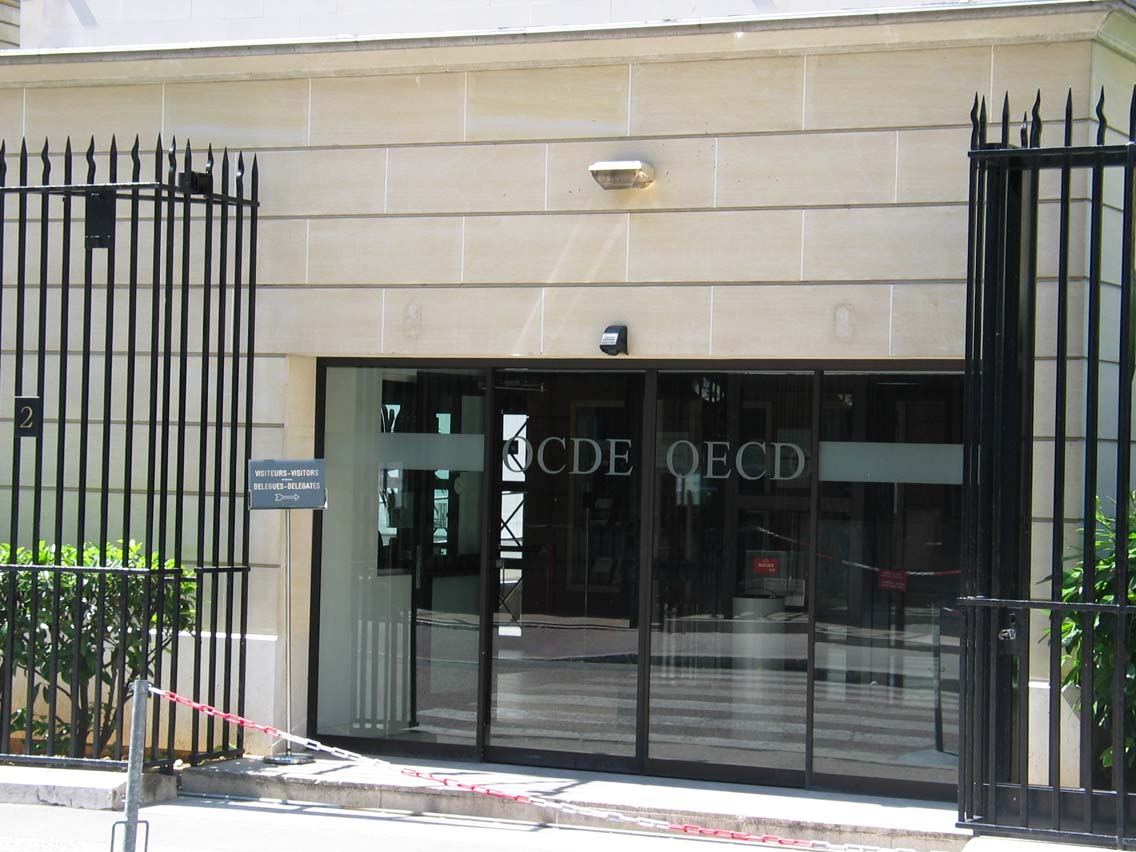 2
VISITEURS-VISITORS
DELEGUES-DELEGATES
OCDE OECD